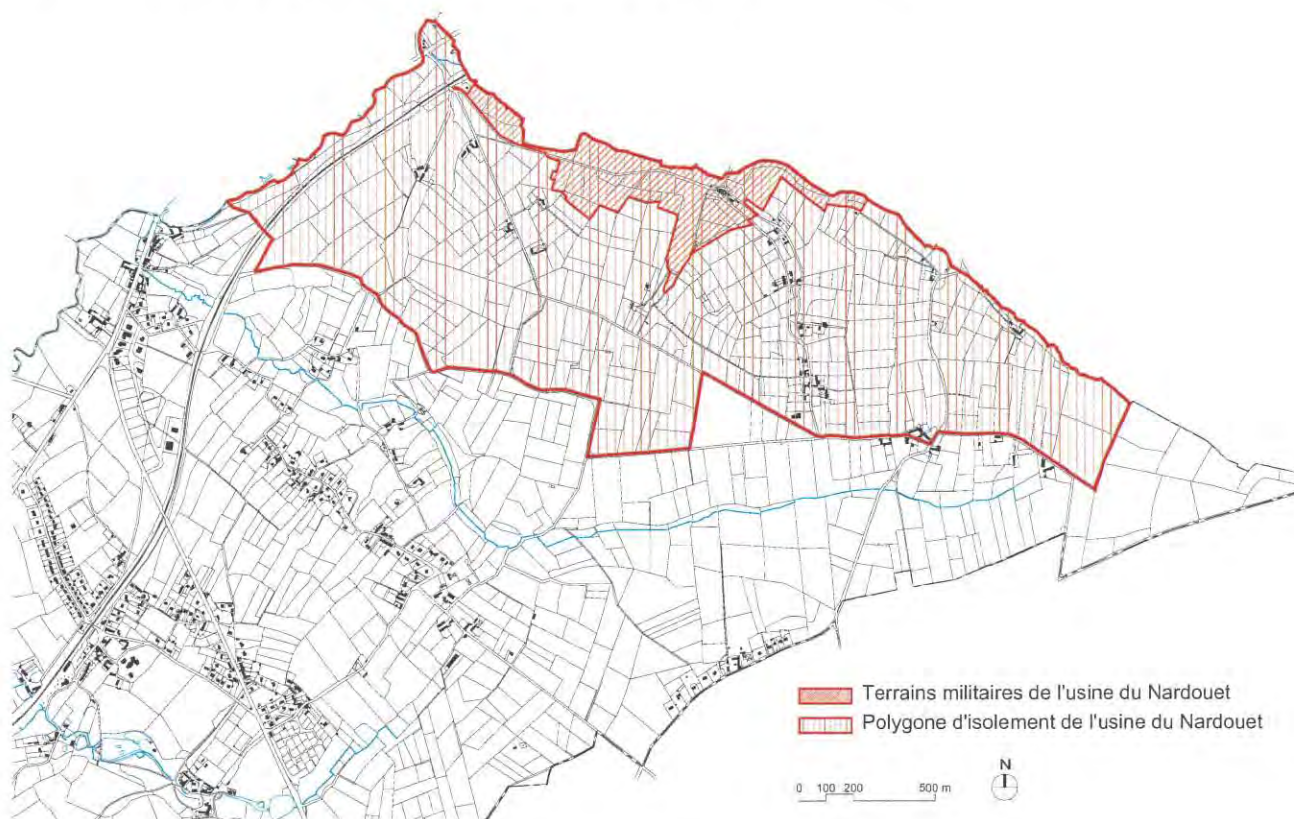 Terrains militaires de l'usine du Nardouet
Polygone d'isolement de l'usine du Nardouet
N
0 100 200 500 m